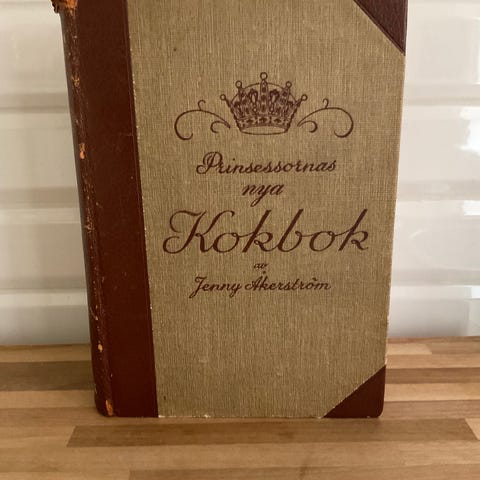 Prinsessornas
nya
Kokbok
av
Jenny Åkerström